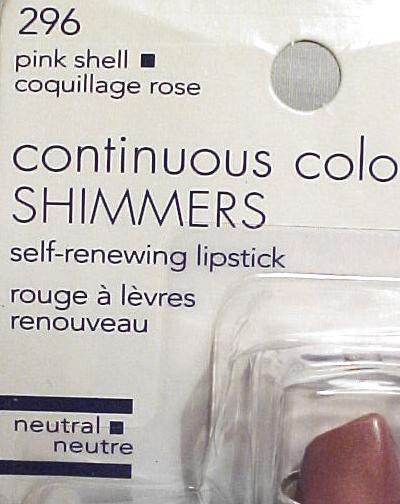 296
pink shell ■
coquillage rose
continuous colo
SHIMMERS
self-renewing lipstick
rouge à lèvres
renouveau
neutral ■
neutre